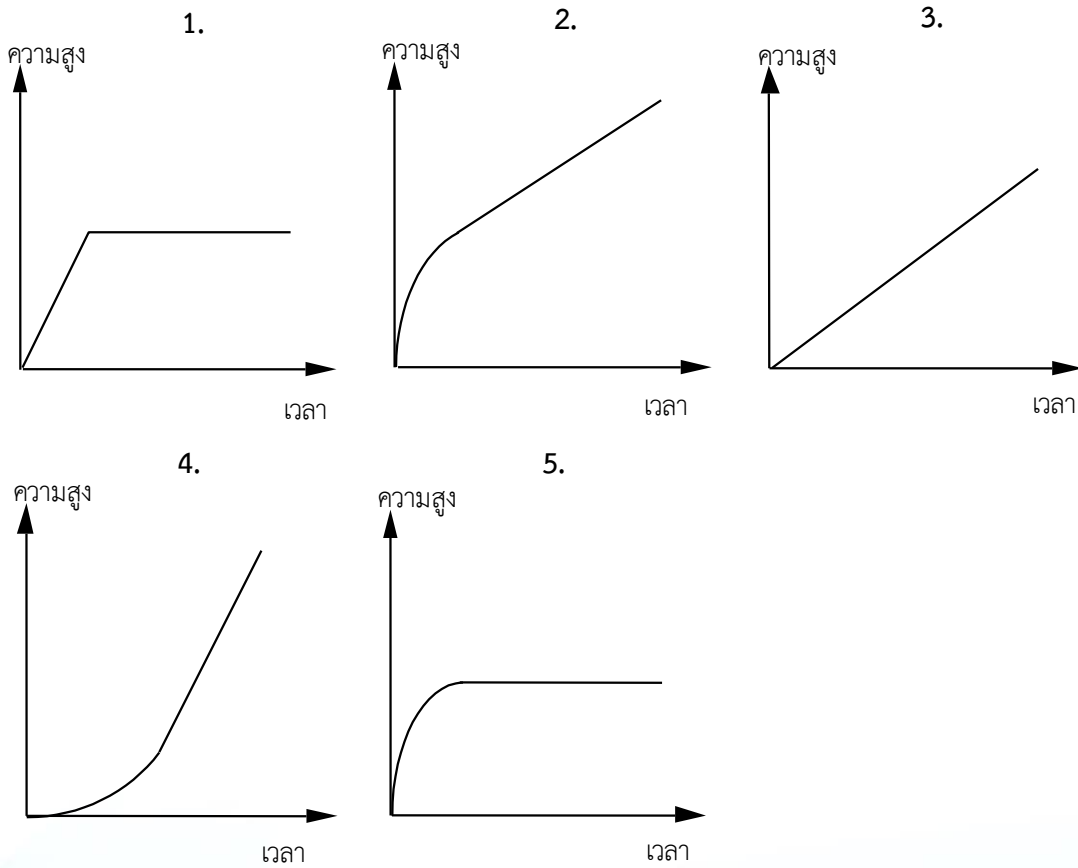 1.
ความสูง
เวลา
2.
ความสูง
เวลา
3.
ความสูง
เวลา
4.
ความสูง
เวลา
5.
ความสูง
เวลา